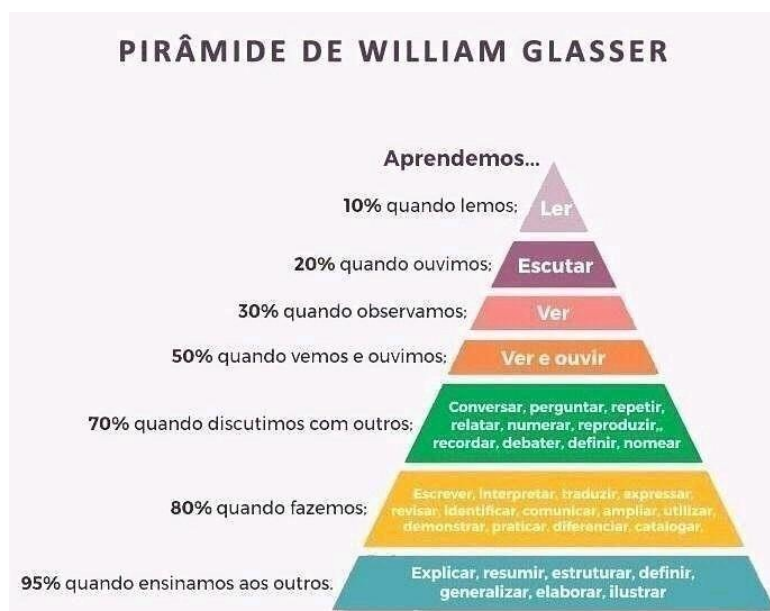 PIRÂMIDE DE WILLIAM GLASSER
Aprendemos...
10% quando lemos;
Ler
20% quando ouvimos;
Escutar
30% quando observamos;
Ver
50% quando vemos e ouvimos;
Ver e ouvir
70% quando discutimos com outros;
Conversar, perguntar, repetir,
relatar, numerar, reproduzir,,
recordar, debater, definir, nomear
80% quando fazemos;
Escrever, interpretar, traduzir, expressar,
revisar, identificar, comunicar, ampliar, utilizar,
demonstrar, praticar, diferenciar, catalogar.
95% quando ensinamos aos outros.
Explicar, resumir, estruturar, definir,
generalizar, elaborar, ilustrar